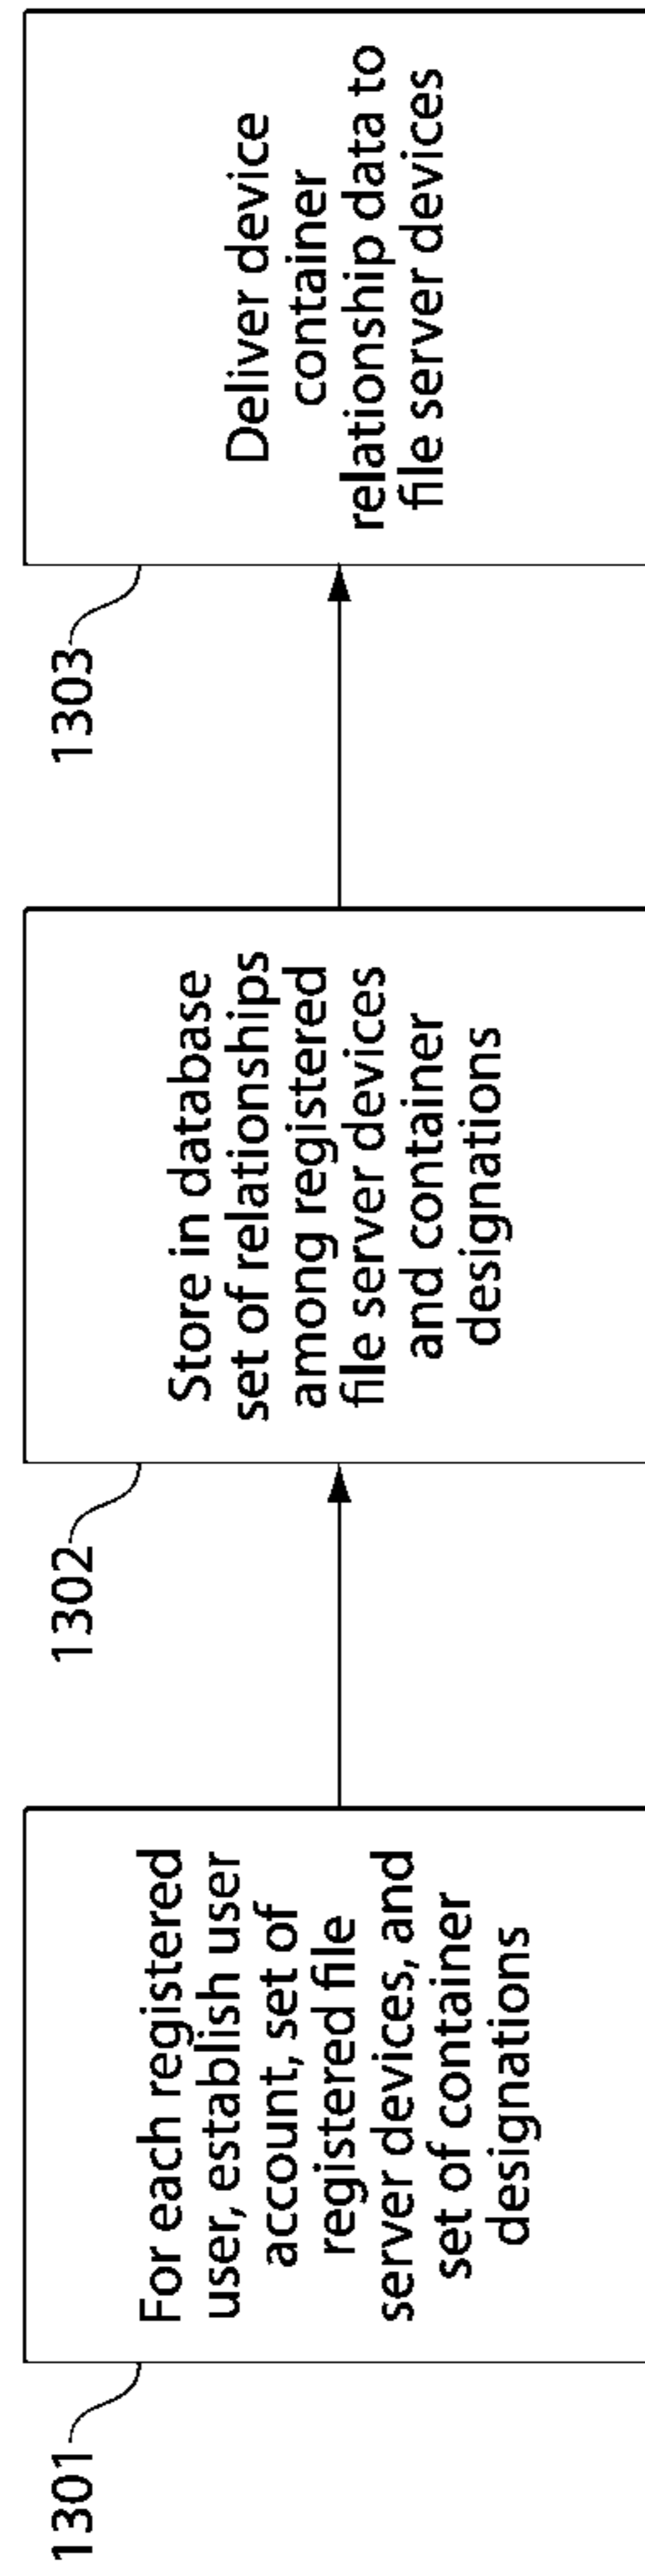 1301
For each registered
user, establish user
account, set of
registered file
server devices, and
set of container
designations
1302
Store in database
set of relationships
among registered
file server devices
and container
designations
1303
Deliver device
container
relationship data to
file server devices